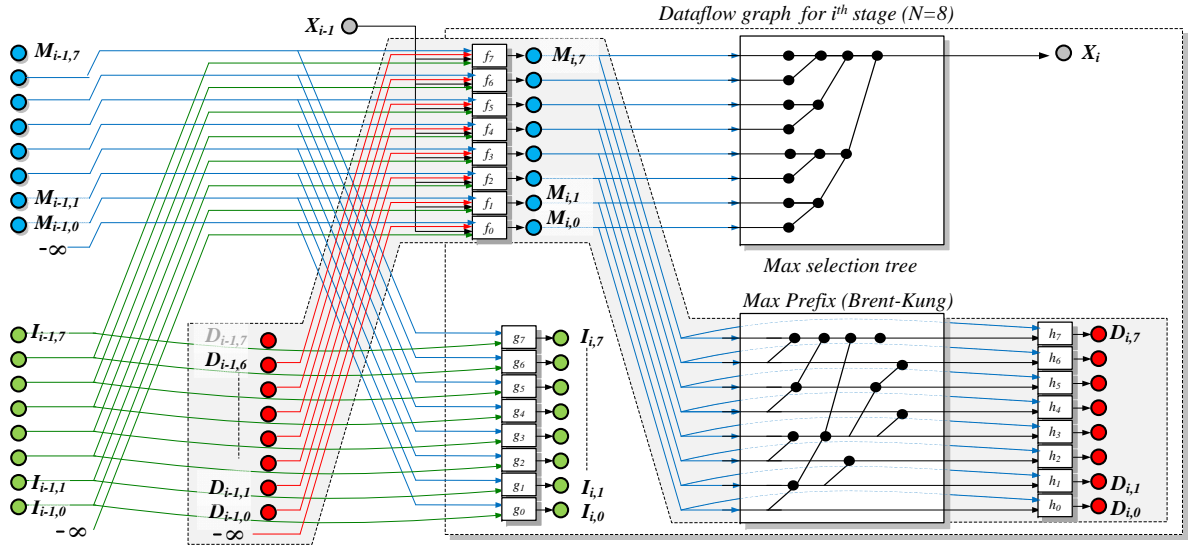 Dataflow graph for iᵗʰ stage (N=8)
Xᵢ₋₁
Mᵢ₋₁,₇
Mᵢ₋₁,₁
Mᵢ₋₁,₀
-∞
f₇
f₆
f₅
f₄
f₃
f₂
f₁
f₀
Mᵢ,₇
Mᵢ,₁
Mᵢ,₀
Xᵢ
Max selection tree
Max Prefix (Brent-Kung)
Iᵢ₋₁,₇
Iᵢ₋₁,₁
Iᵢ₋₁,₀
-∞
Dᵢ₋₁,₇
Dᵢ₋₁,₆
Dᵢ₋₁,₁
Dᵢ₋₁,₀
-∞
g₇
g₆
g₅
g₄
g₃
g₂
g₁
g₀
Iᵢ,₇
Iᵢ,₁
Iᵢ,₀
h₇
h₆
h₅
h₄
h₃
h₂
h₁
h₀
Dᵢ,₇
Dᵢ,₁
Dᵢ,₀